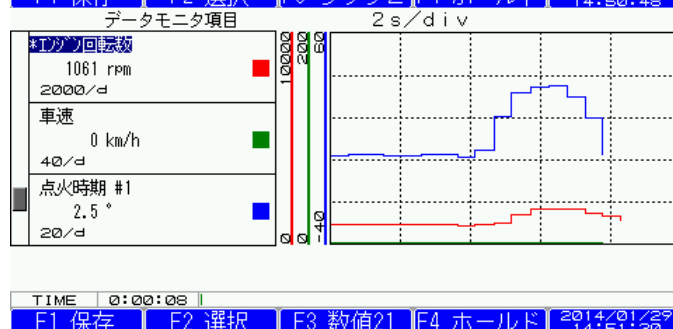 データモニタ項目
2s/div
*エンジン回転数
1061 rpm
2000/d
車速
0 km/h
40/d
点火時期 #1
2.5 °
20/d
10000
200
60
0
0
-40
TIME 0:00:08
F1 保存 F2 選択 F3 数値21 F4 ホールド 2014/01/29